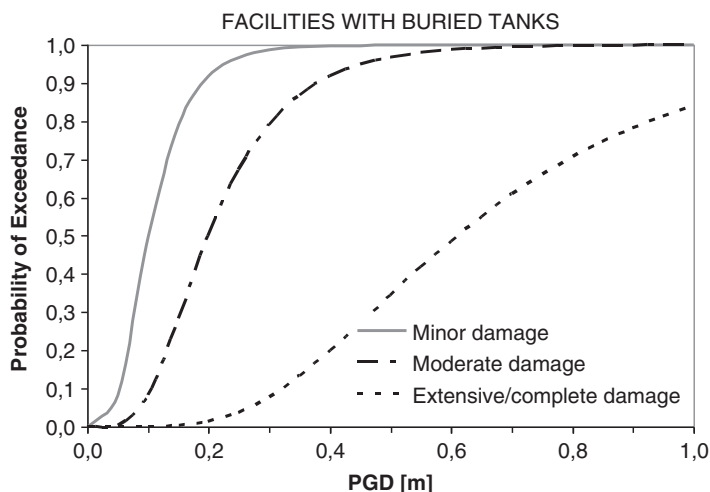 FACILITIES WITH BURIED TANKS
1,0
0,9
0,8
0,7
0,6
0,5
0,4
0,3
0,2
0,1
0,0
Probability of Exceedance
Minor damage
Moderate damage
Extensive/complete damage
0,0 0,2 0,4 0,6 0,8 1,0
PGD [m]